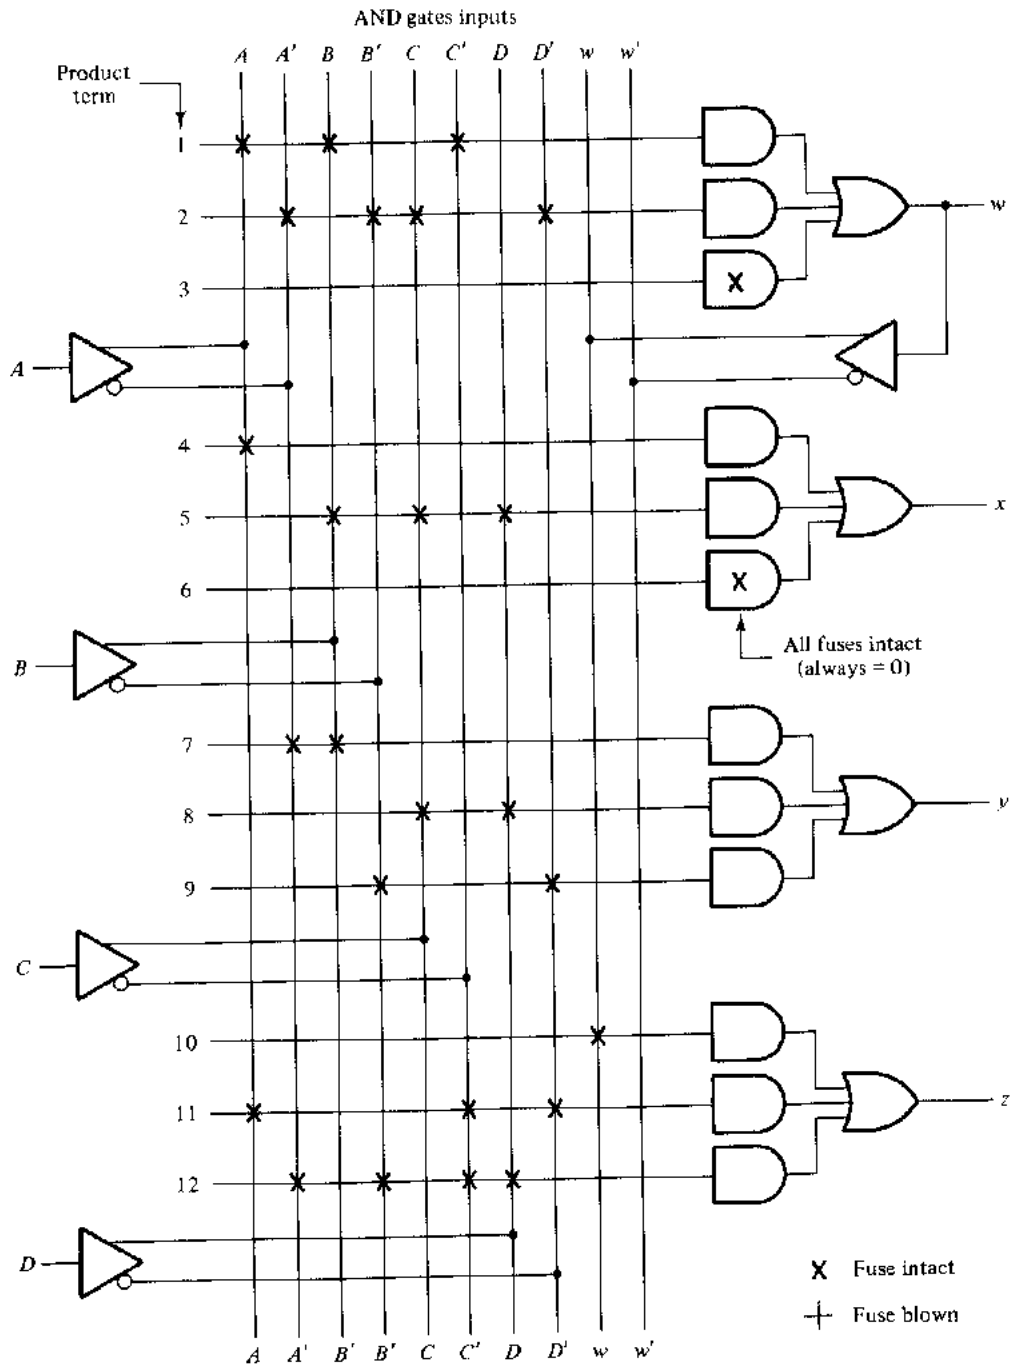 AND gates inputs
A A' B B' C C' D D' w w'
Product
term
1
w
2
3
A
4
5
x
6
All fuses intact
(always = 0)
B
7
8
y
9
C
10
11
z
12
D
X Fuse intact
Fuse blown
A A' B' B' C C' D D' w w'